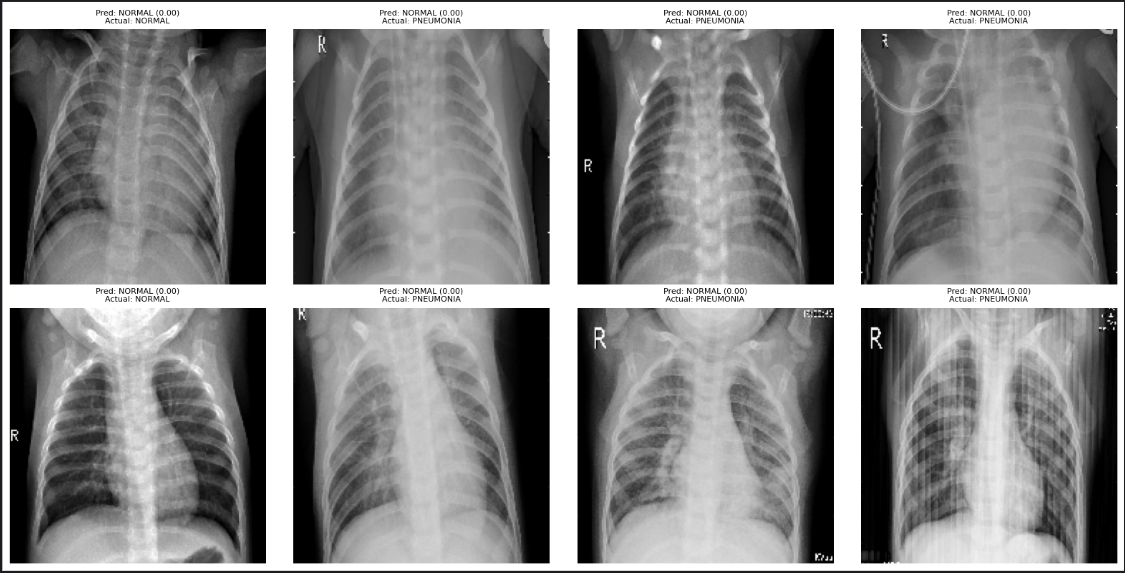 Pred: NORMAL (0.00)
Actual: NORMAL
Pred: NORMAL (0.00)
Actual: PNEUMONIA
Pred: NORMAL (0.00)
Actual: PNEUMONIA
Pred: NORMAL (0.00)
Actual: PNEUMONIA
R
R
R
Pred: NORMAL (0.00)
Actual: NORMAL
Pred: NORMAL (0.00)
Actual: PNEUMONIA
Pred: NORMAL (0.00)
Actual: PNEUMONIA
Pred: NORMAL (0.00)
Actual: PNEUMONIA
R
R
R
R